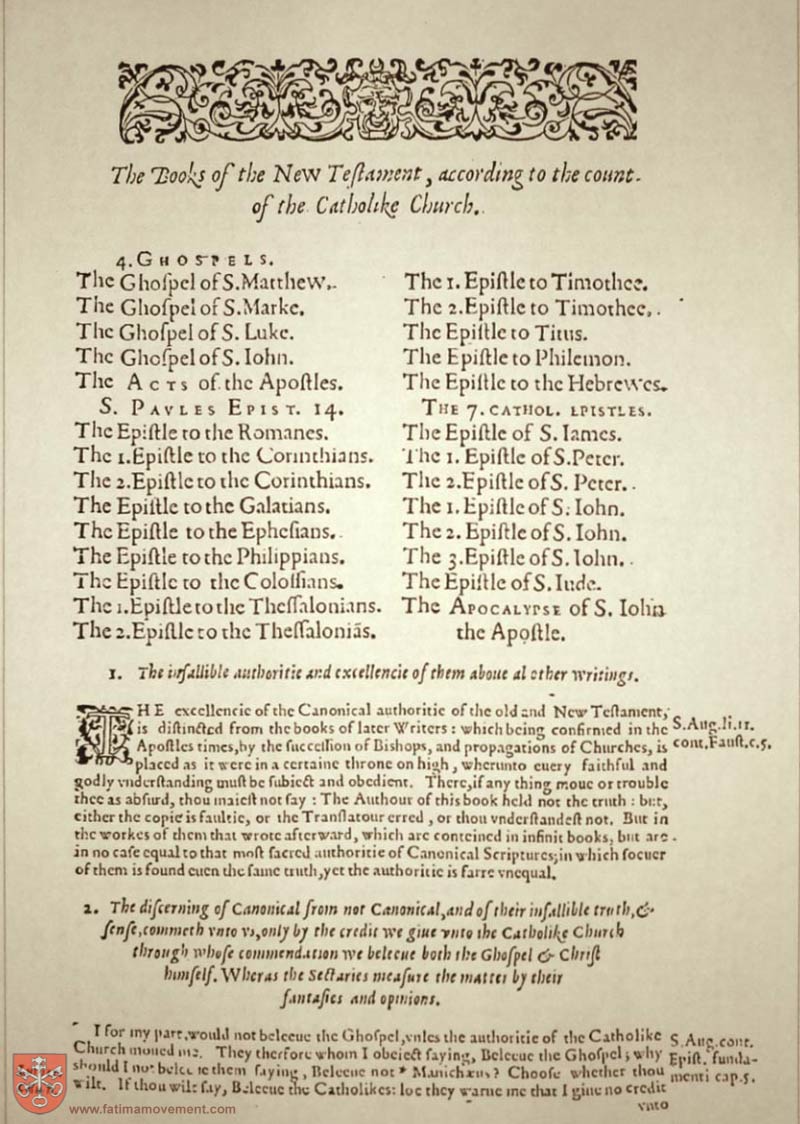 The Books of the New Teſtament, according to the count.
of the Catholike Church.
4. GHOSPELS.
The Ghoſpel of S. Matthew.
The Ghoſpel of S. Marke.
The Ghoſpel of S. Luke.
The Ghoſpel of S. Iohn.
The ACTS of the Apoſtles.
S. PAVLES EPIST. 14.
The Epiſtle to the Romanes.
The 1. Epiſtle to the Corinthians.
The 2. Epiſtle to the Corinthians.
The Epiſtle to the Galatians.
The Epiſtle to the Epheſians.
The Epiſtle to the Philippians.
The Epiſtle to the Coloſſians.
The 1. Epiſtle to the Theſſalonians.
The 2. Epiſtle to the Theſſaloniãs.
The 1. Epiſtle to Timothee.
The 2. Epiſtle to Timothee.
The Epiſtle to Titus.
The Epiſtle to Philemon.
The Epiſtle to the Hebrewes.
THE 7. CATHOL. EPISTLES.
The Epiſtle of S. Iames.
The 1. Epiſtle of S. Peter.
The 2. Epiſtle of S. Peter.
The 1. Epiſtle of S. Iohn.
The 2. Epiſtle of S. Iohn.
The 3. Epiſtle of S. Iohn.
The Epiſtle of S. Iude.
The APOCALYPSE of S. Iohn
the Apoſtle.
1. The infallible authoritie and excellencie of them aboue al other writings.
THE excellencie of the Canonical authoritie of the old and New Teſtament,
is diſtincted from the books of later Writers: which being confirmed in the
Apoſtles times, by the ſucceſſion of Biſhops, and propagations of Churches, is
placed as it were in a certaine throne on high, wherunto euery faithful and
godly vnderſtanding muſt be ſubiect and obedient. There, if any thing moue or trouble
thee as abſurd, thou maieſt not ſay: The Authour of this book held not the truth: but,
either the copie is faultie, or the Tranſlatour erred, or thou vnderſtandeſt not. But in
the workes of them that wrote afterward, which are conteined in infinit books, but are
in no caſe equal to that moſt ſacred authoritie of Canonical Scriptures; in which ſoeuer
of them is found euen the ſame truth, yet the authoritie is farre vnequal.
S. Aug. li. 11.
cont. Fauſt. c. 5.
2. The diſcerning of Canonical from not Canonical, and of their infallible truth, &
ſenſe, commeth vnto vs, only by the credit we giue vnto the Catholike Church
through whoſe commendation we beleeue both the Ghoſpel & Chriſt
himſelf. Wheras the Sectaries meaſure the matter by their
fantaſies and opinions.
I for my part, would not beleeue the Ghoſpel, vnles the authoritie of the Catholike
Church moued me. They therfore whom I obeied ſaying, Beleeue the Ghoſpel; why
ſhould I not beleeue them ſaying, Beleeue not * Manichæus? Chooſe whether thou
wilt. If thou wilt ſay, Beleeue the Catholikes: loe they warne me that I giue no credit
vnto
S. Aug. cont.
Epiſt. funda-
menti cap. 5.
www.fatimamovement.com